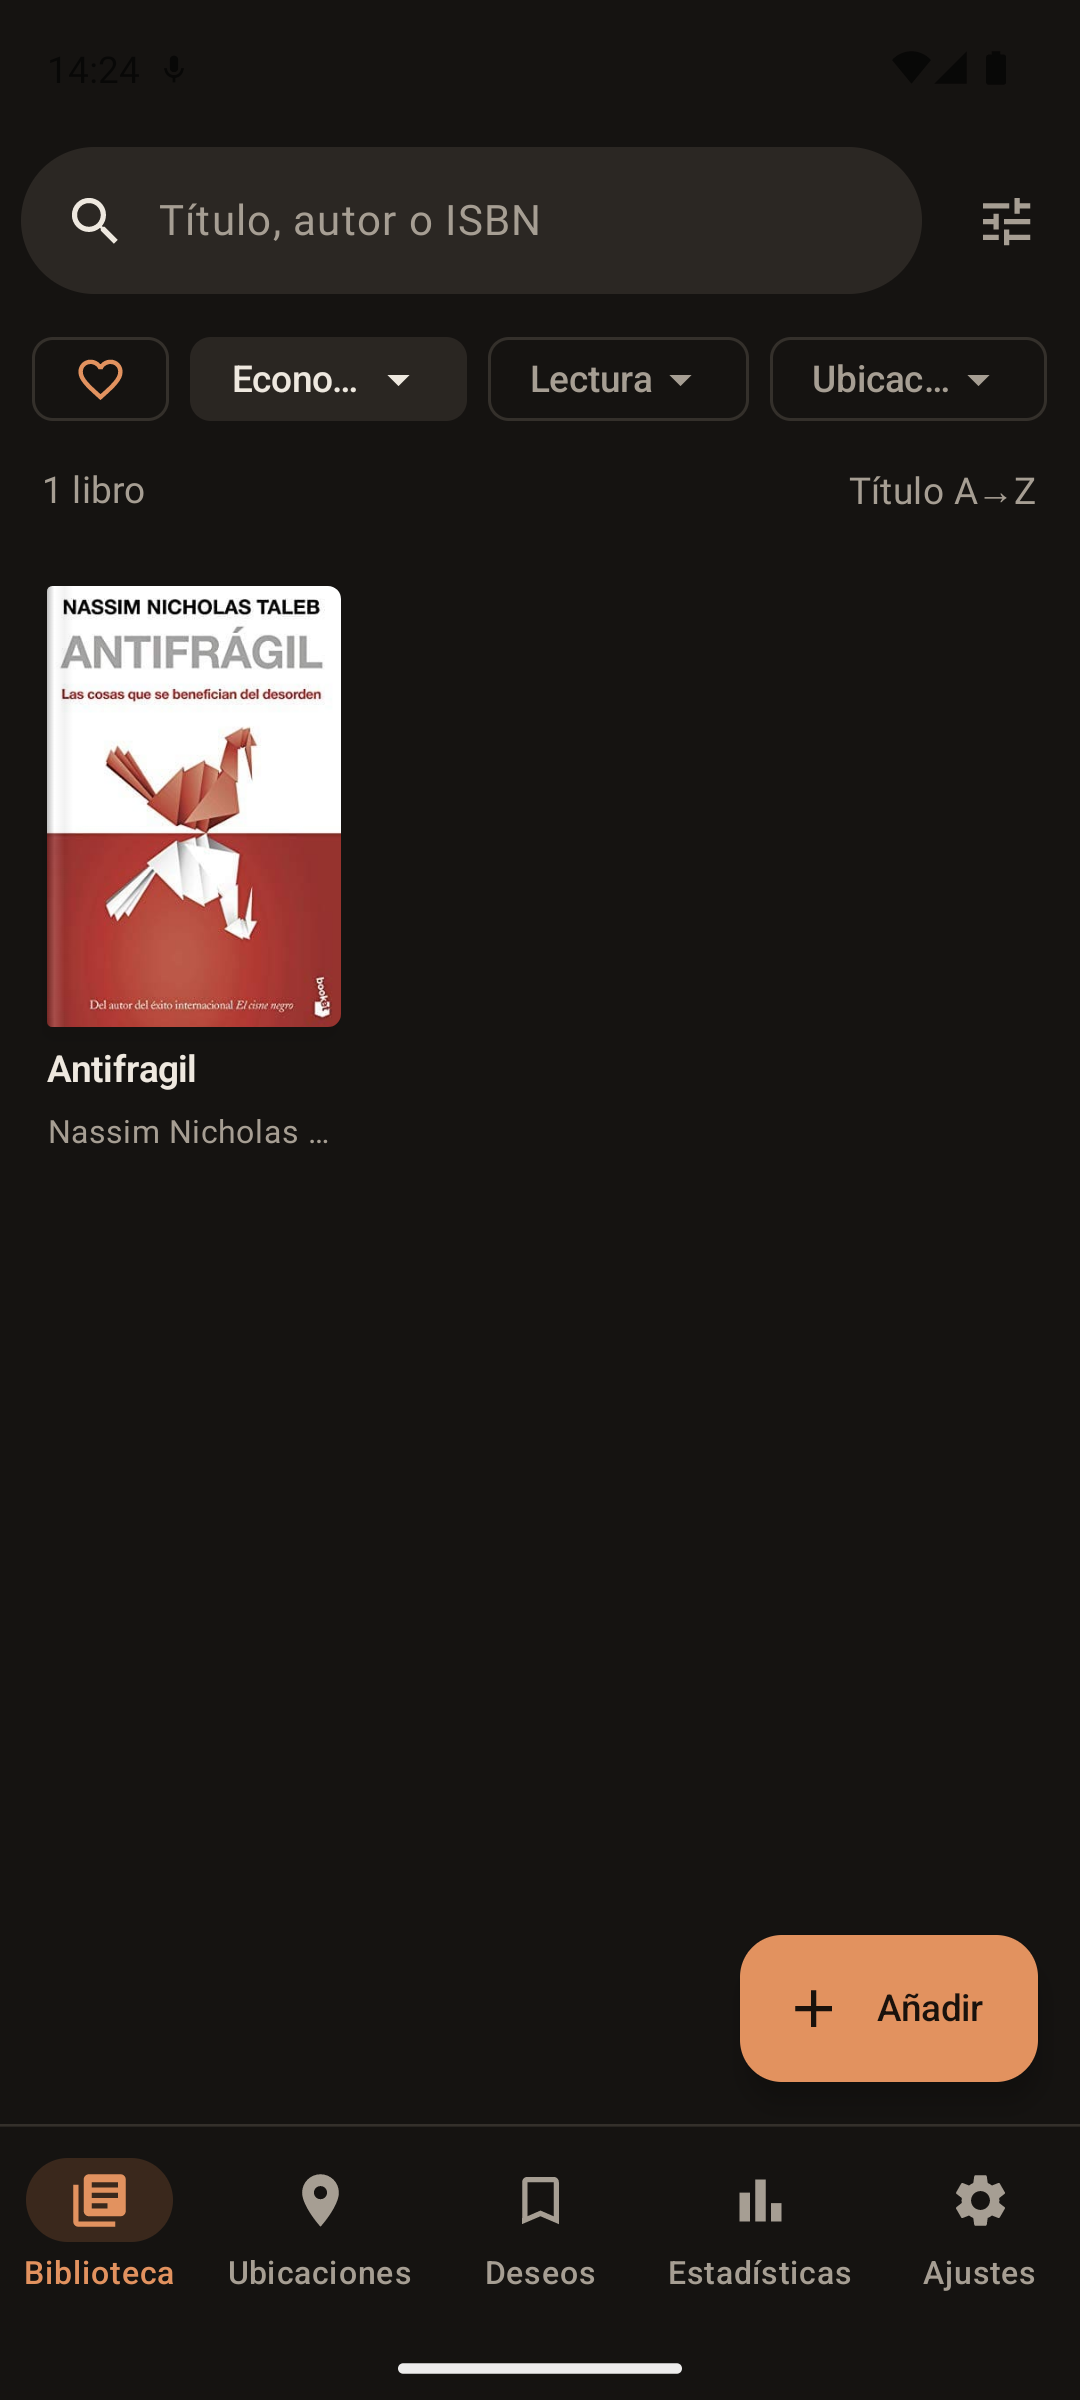 14:24
Título, autor o ISBN
Econo...
Lectura
Ubicac...
1 libro
Título A→Z
NASSIM NICHOLAS TALEB
ANTIFRÁGIL
Las cosas que se benefician del desorden
Del autor del éxito internacional El cisne negro
booket
Antifragil
Nassim Nicholas ...
Añadir
Biblioteca
Ubicaciones
Deseos
Estadísticas
Ajustes